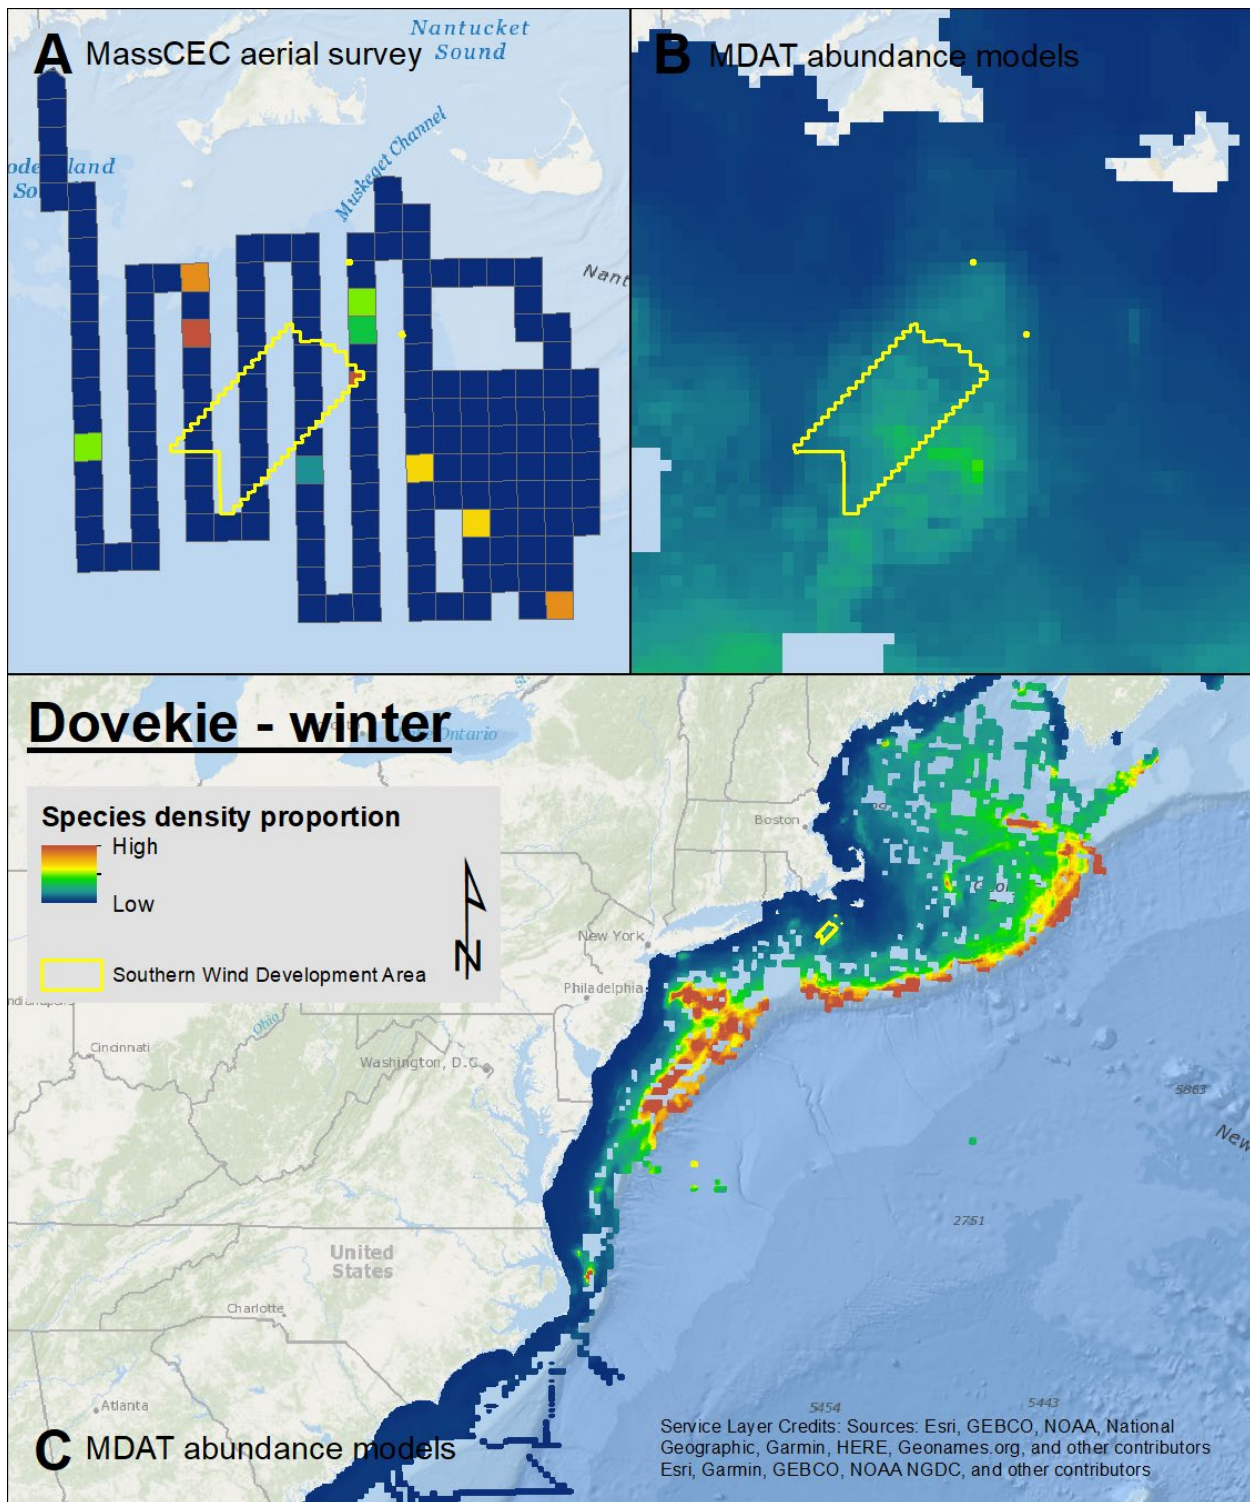 A MassCEC aerial survey
Nantucket
Sound
Muskeget Channel
Nant
B MDAT abundance models
Dovekie - winter
Ontario
Species density proportion
High
Low
N
Southern Wind Development Area
Boston
New York
Philadelphia
Ohio
Cincinnati
Washington, D.C.
United
States
Charlotte
Atlanta
5863
New
2751
5454
5443
C MDAT abundance models
Service Layer Credits: Sources: Esri, GEBCO, NOAA, National
Geographic, Garmin, HERE, Geonames.org, and other contributors
Esri, Garmin, GEBCO, NOAA NGDC, and other contributors